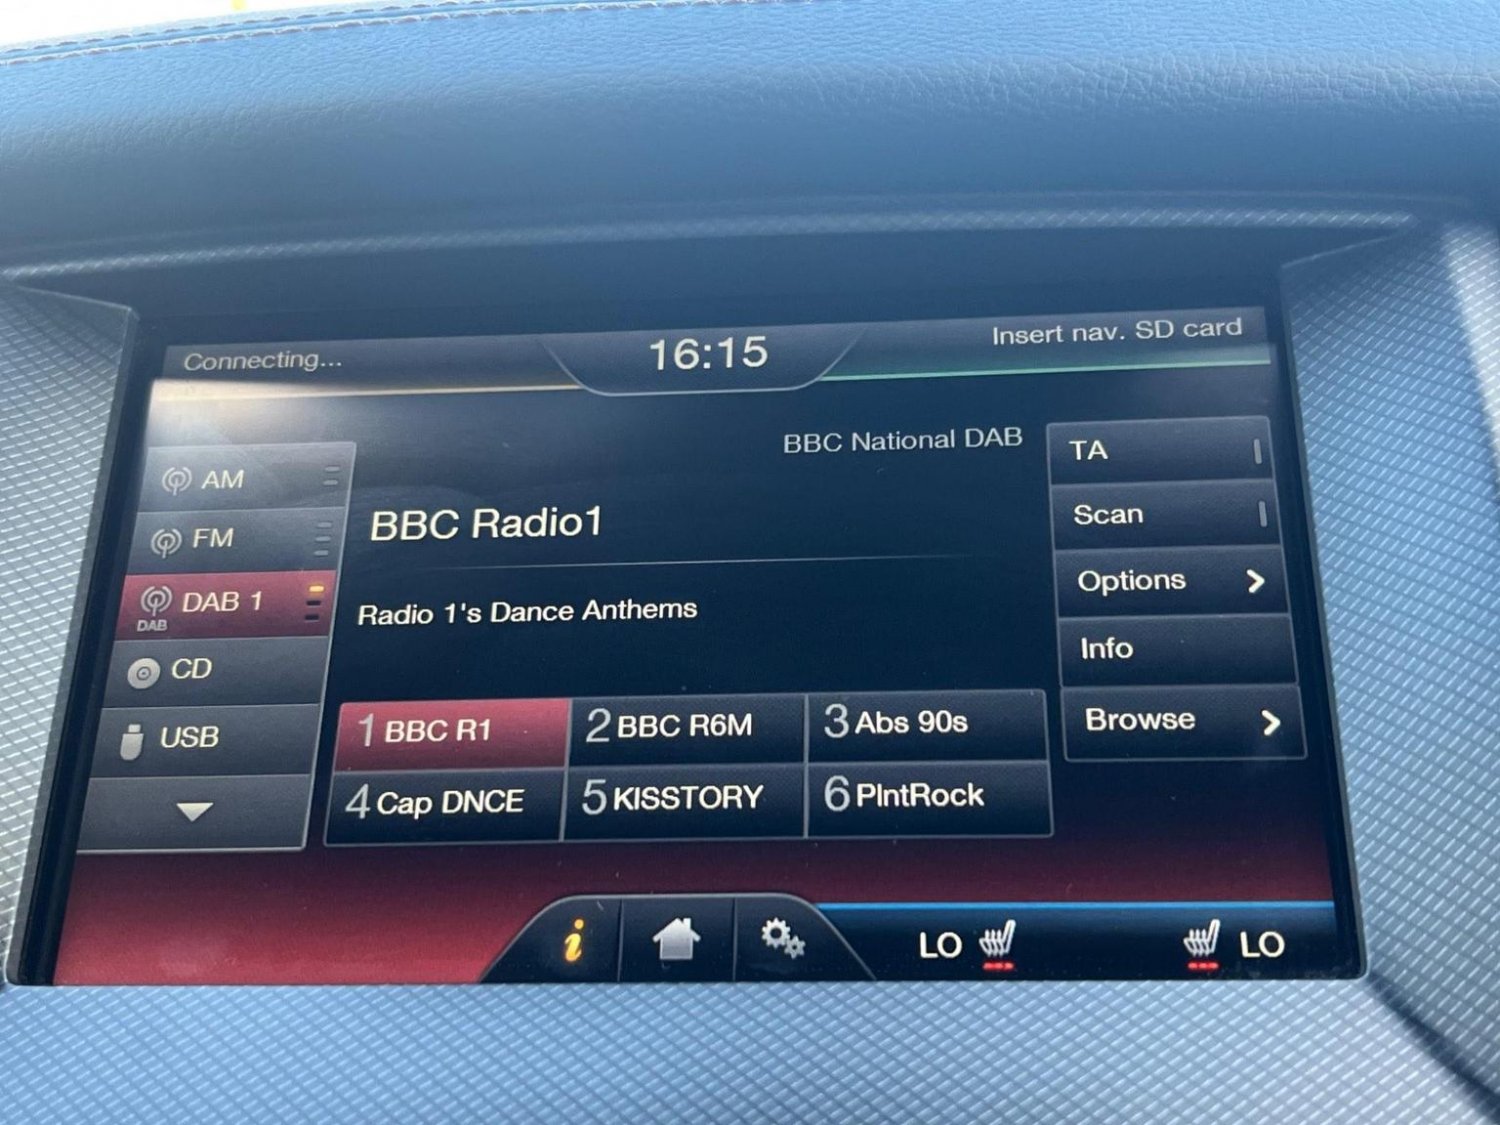 Connecting...
16:15
Insert nav. SD card
BBC National DAB
AM
FM
DAB 1
DAB
CD
USB
BBC Radio1
Radio 1's Dance Anthems
TA
Scan
Options
Info
Browse
1 BBC R1
2 BBC R6M
3 Abs 90s
4 Cap DNCE
5 KISSTORY
6 PlntRock
i
LO
LO